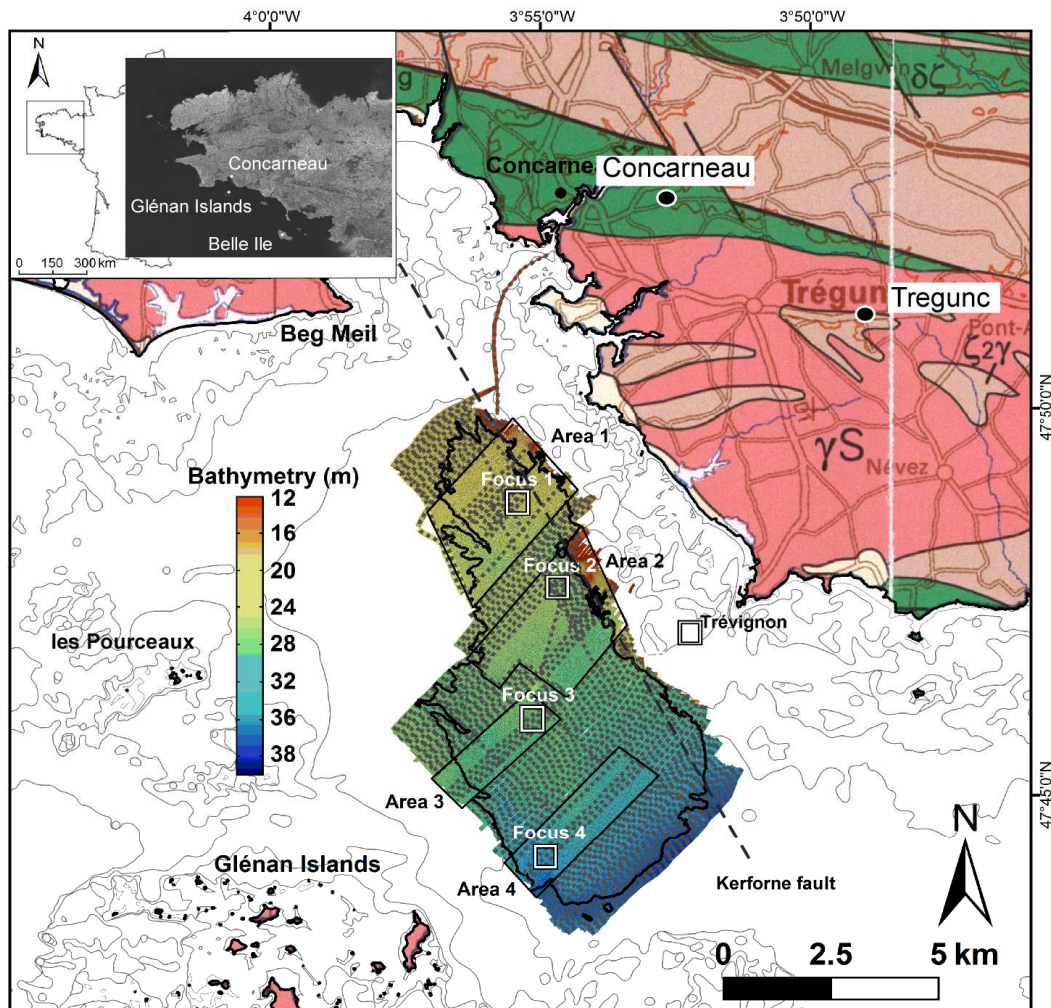 4°0'0"W
3°55'0"W
3°50'0"W
N
Concarneau
Glénan Islands
Belle Ile
0 150 300 km
Melgven
δζ
g
Concarne
Concarneau
Trégun
Tregunc
Pont-A
ζ2γ
γS
Névez
Beg Meil
47°50'0"N
Area 1
Bathymetry (m)
12
16
20
24
28
32
36
38
Focus 1
Focus 2
Area 2
Trévignon
les Pourceaux
Focus 3
Area 3
47°45'0"N
Focus 4
Area 4
Glénan Islands
Kerforne fault
N
0 2.5 5 km